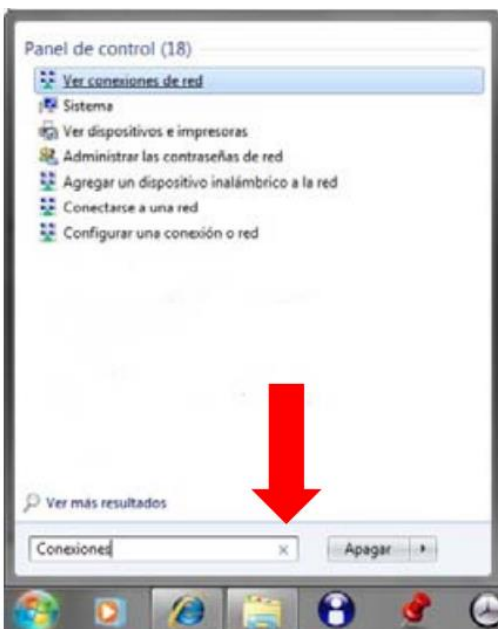 Panel de control (18)
Ver conexiones de red
Sistema
Ver dispositivos e impresoras
Administrar las contraseñas de red
Agregar un dispositivo inalámbrico a la red
Conectarse a una red
Configurar una conexión o red
Ver más resultados
Conexiones
Apagar